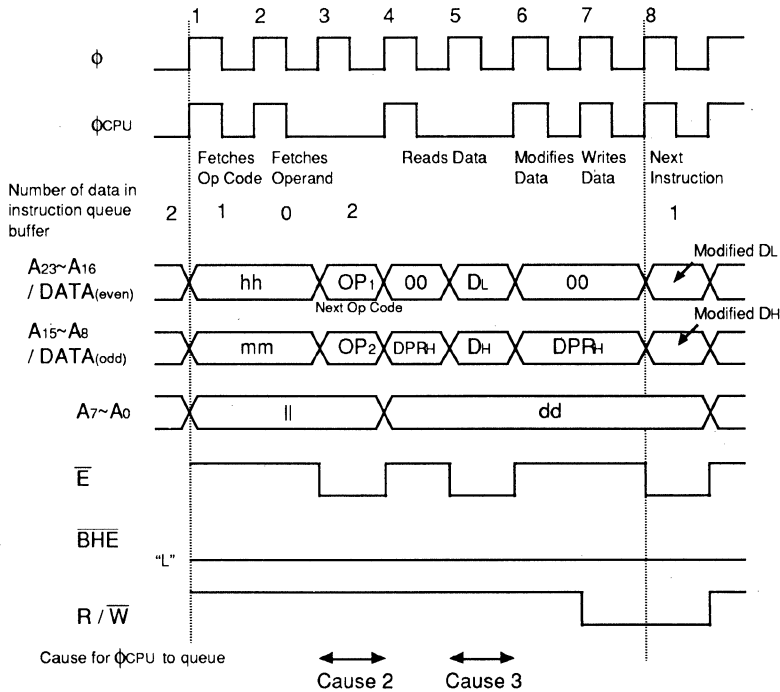 1 2 3 4 5 6 7 8
ϕ
ϕCPU
Fetches Op Code
Fetches Operand
Reads Data
Modifies Data
Writes Data
Next Instruction
Number of data in
instruction queue
buffer
2 1 0 2 1
A23~A16
/ DATA(even)
hh OP1 00 DL 00
Modified DL
Next Op Code
A15~A8
/ DATA(odd)
mm OP2 DPRH DH DPRH
Modified DH
A7~A0
ll dd
E̅
B̅H̅E̅
“L”
R / W̅
Cause for ϕCPU to queue
Cause 2 Cause 3